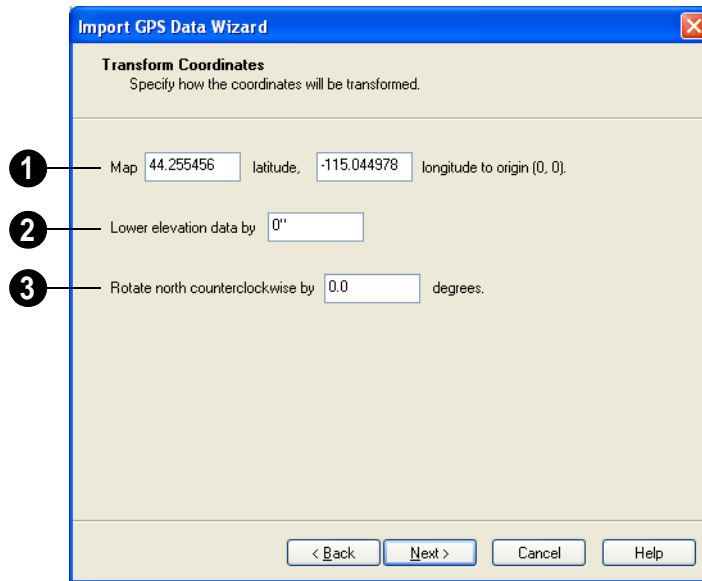 Import GPS Data Wizard
Transform Coordinates
Specify how the coordinates will be transformed.
1 Map 44.255456 latitude, -115.044978 longitude to origin (0, 0).
2 Lower elevation data by 0"
3 Rotate north counterclockwise by 0.0 degrees.
< Back Next > Cancel Help